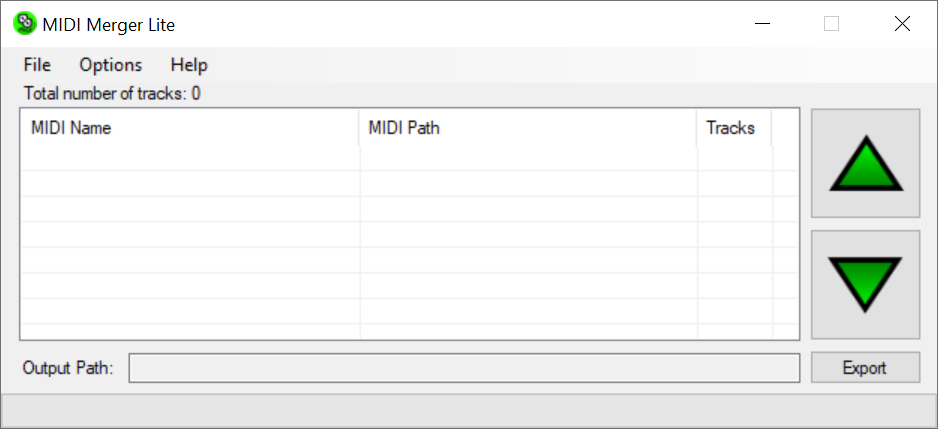 MIDI Merger Lite
File Options Help
Total number of tracks: 0
MIDI Name MIDI Path Tracks
Output Path: Export